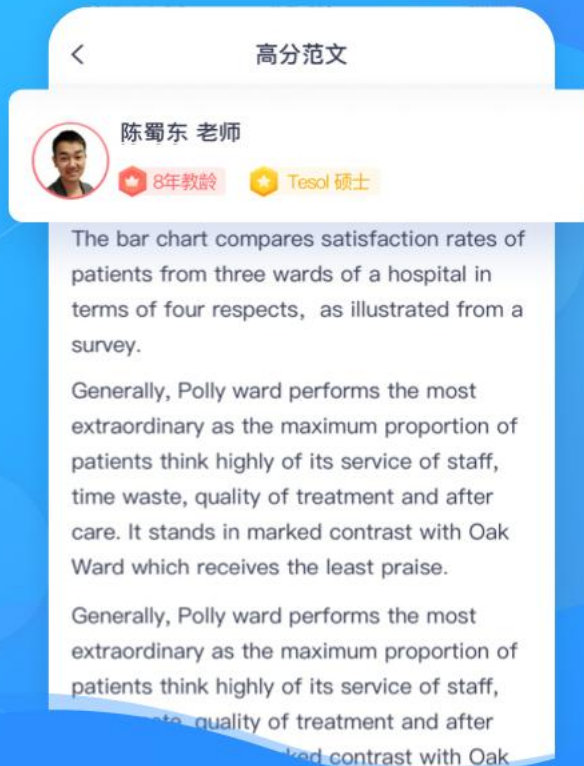 高分范文
陈蜀东 老师
8年教龄 Tesol 硕士
The bar chart compares satisfaction rates of
patients from three wards of a hospital in
terms of four respects, as illustrated from a
survey.
Generally, Polly ward performs the most
extraordinary as the maximum proportion of
patients think highly of its service of staff,
time waste, quality of treatment and after
care. It stands in marked contrast with Oak
Ward which receives the least praise.
Generally, Polly ward performs the most
extraordinary as the maximum proportion of
patients think highly of its service of staff,
quality of treatment and after
contrast with Oak